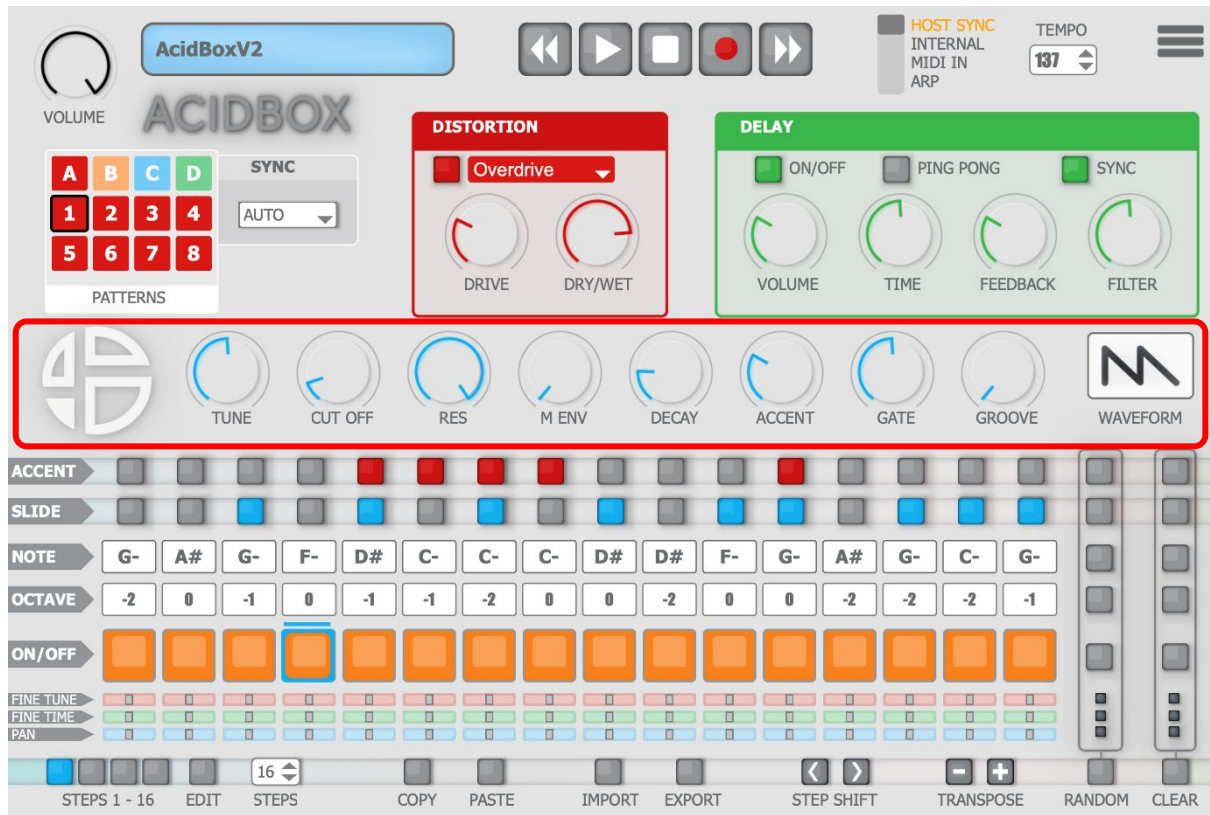 AcidBoxV2
HOST SYNC
INTERNAL
MIDI IN
ARP
TEMPO
137
VOLUME
ACIDBOX
DISTORTION
Overdrive
DRIVE DRY/WET
DELAY
ON/OFF PING PONG SYNC
VOLUME TIME FEEDBACK FILTER
A B C D
1 2 3 4
5 6 7 8
PATTERNS
SYNC
AUTO
TUNE CUT OFF RES M ENV DECAY ACCENT GATE GROOVE WAVEFORM
ACCENT
SLIDE
NOTE G- A# G- F- D# C- C- C- D# D# F- G- A# G- C- G-
OCTAVE -2 0 -1 0 -1 -1 -2 0 0 -2 0 0 -2 -2 -2 -1
ON/OFF
FINE TUNE
FINE TIME
PAN
16
STEPS 1 - 16 EDIT STEPS COPY PASTE IMPORT EXPORT STEP SHIFT TRANSPOSE RANDOM CLEAR